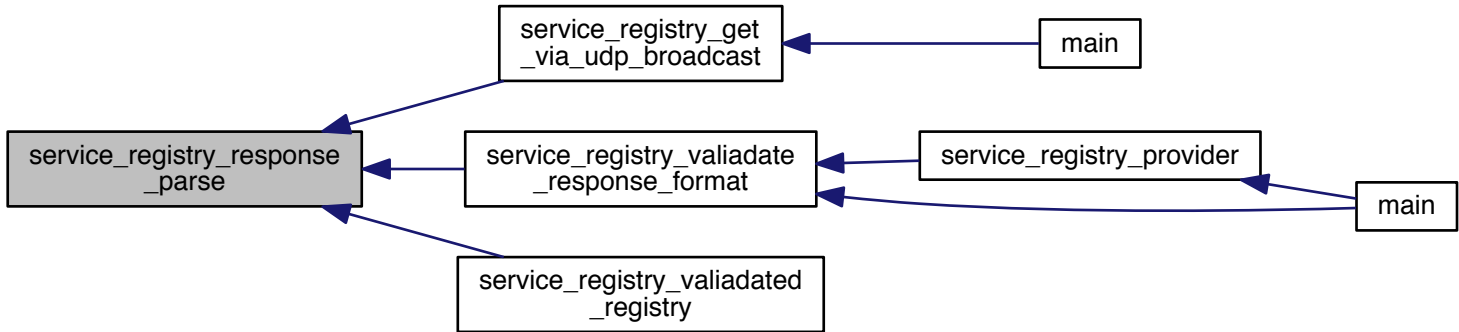 service_registry_get
_via_udp_broadcast
main
service_registry_response
_parse
service_registry_valiadate
_response_format
service_registry_provider
main
service_registry_valiadated
_registry